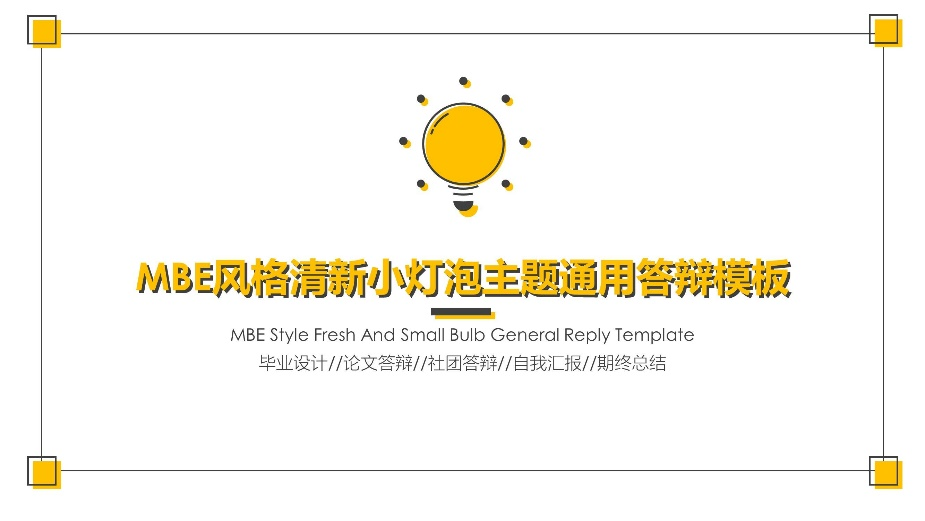 MBE风格清新小灯泡主题通用答辩模板
MBE Style Fresh And Small Bulb General Reply Template
毕业设计//论文答辩//社团答辩//自我汇报//期终总结